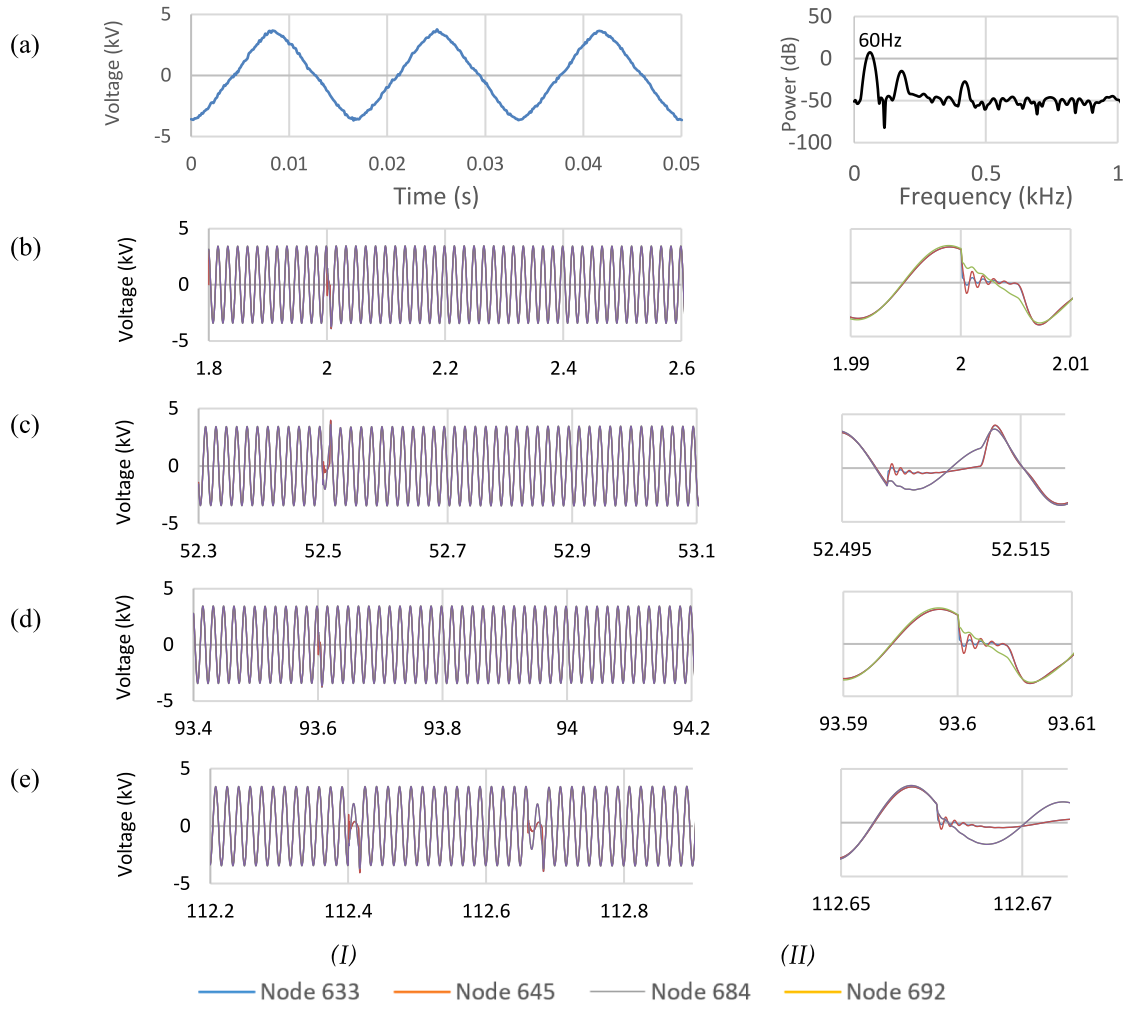 (a)
Voltage (kV)
5
0
-5
0 0.01 0.02 0.03 0.04 0.05
Time (s)
Power (dB)
50
0
-50
-100
60Hz
0 0.5 1
Frequency (kHz)
(b)
Voltage (kV)
5
0
-5
1.8 2 2.2 2.4 2.6
1.99 2 2.01
(c)
Voltage (kV)
5
0
-5
52.3 52.5 52.7 52.9 53.1
52.495 52.515
(d)
Voltage (kV)
5
0
-5
93.4 93.6 93.8 94 94.2
93.59 93.6 93.61
(e)
Voltage (kV)
5
0
-5
112.2 112.4 112.6 112.8
112.65 112.67
(I) (II)
Node 633 Node 645 Node 684 Node 692